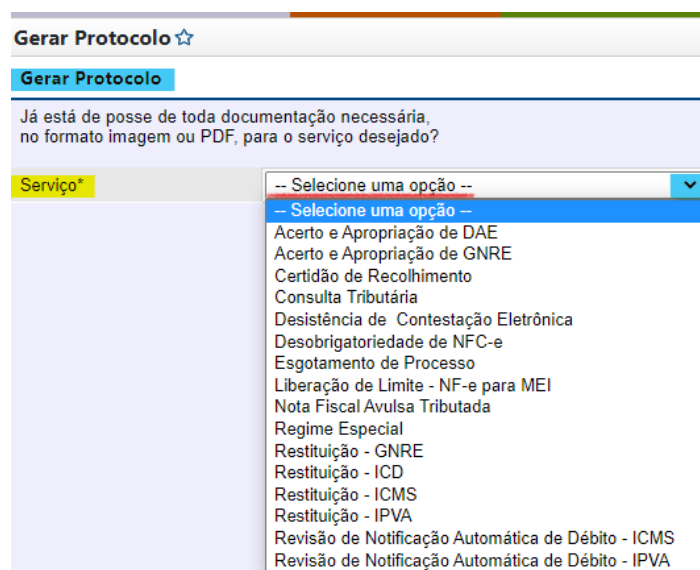 Gerar Protocolo
Gerar Protocolo
Já está de posse de toda documentação necessária,
no formato imagem ou PDF, para o serviço desejado?
Serviço* -- Selecione uma opção --
-- Selecione uma opção --
Acerto e Apropriação de DAE
Acerto e Apropriação de GNRE
Certidão de Recolhimento
Consulta Tributária
Desistência de  Contestação Eletrônica
Desobrigatoriedade de NFC-e
Esgotamento de Processo
Liberação de Limite - NF-e para MEI
Nota Fiscal Avulsa Tributada
Regime Especial
Restituição - GNRE
Restituição - ICD
Restituição - ICMS
Restituição - IPVA
Revisão de Notificação Automática de Débito - ICMS
Revisão de Notificação Automática de Débito - IPVA